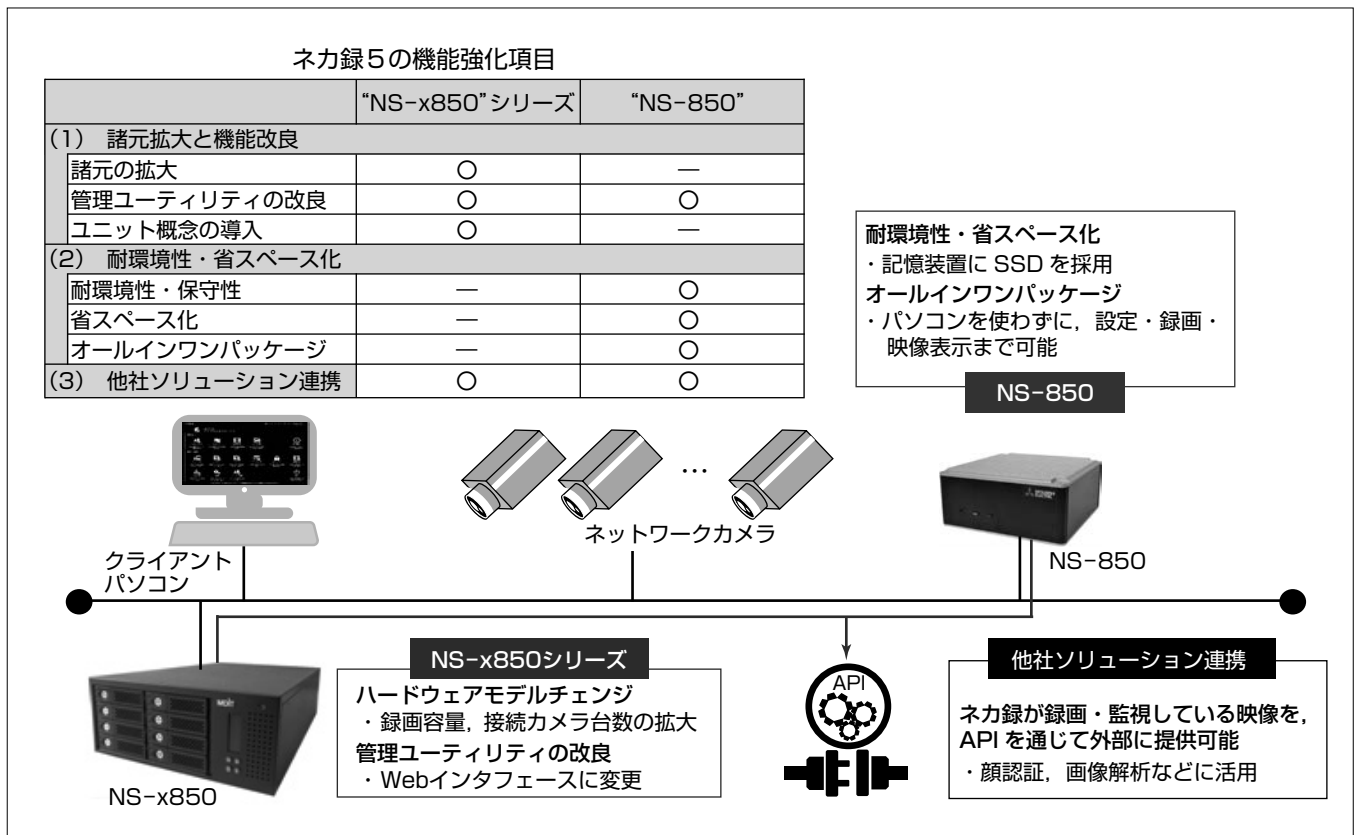 ネカ録5の機能強化項目
“NS-x850”シリーズ “NS-850”
(1) 諸元拡大と機能改良
諸元の拡大 ○ —
管理ユーティリティの改良 ○ ○
ユニット概念の導入 ○ —
(2) 耐環境性・省スペース化
耐環境性・保守性 — ○
省スペース化 — ○
オールインワンパッケージ — ○
(3) 他社ソリューション連携 ○ ○
耐環境性・省スペース化
・記憶装置に SSD を採用
オールインワンパッケージ
・パソコンを使わずに，設定・録画・
映像表示まで可能
NS-850
クライアント
パソコン
ネットワークカメラ
…
MITSUBISHI
ELECTRIC
NS-850
NS-x850
NS-x850シリーズ
ハードウェアモデルチェンジ
・録画容量，接続カメラ台数の拡大
管理ユーティリティの改良
・Webインタフェースに変更
API
他社ソリューション連携
ネカ録が録画・監視している映像を，
API を通じて外部に提供可能
・顔認証，画像解析などに活用